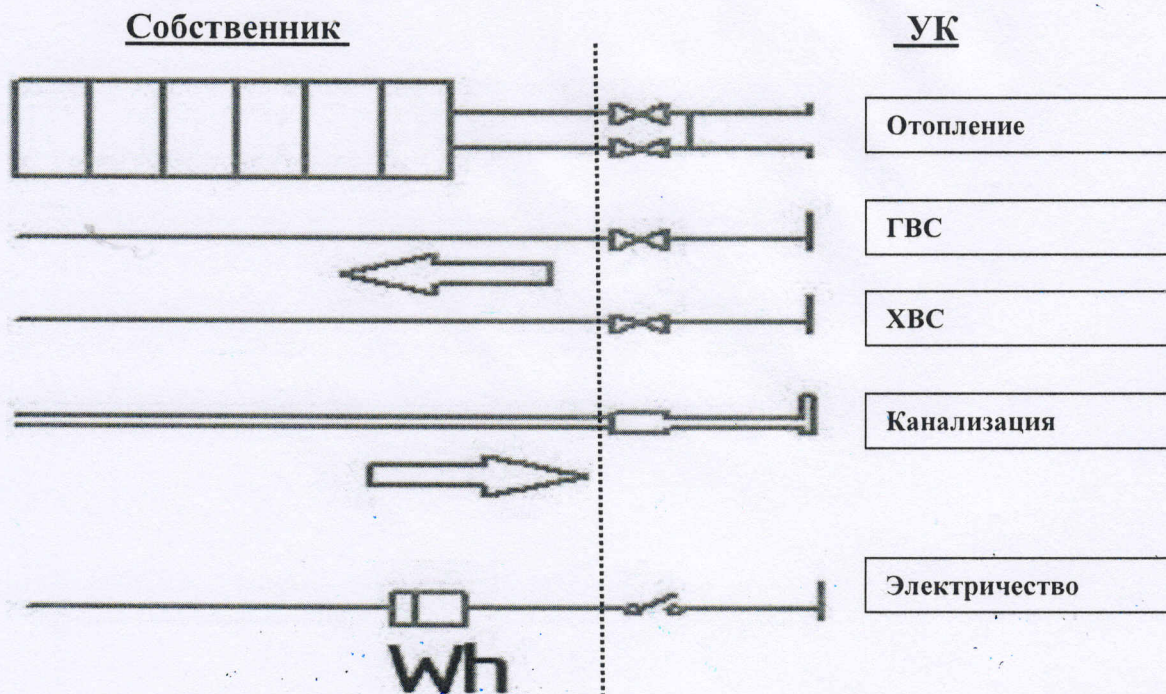 Собственник
УК
Отопление
ГВС
ХВС
Канализация
Электричество
Wh